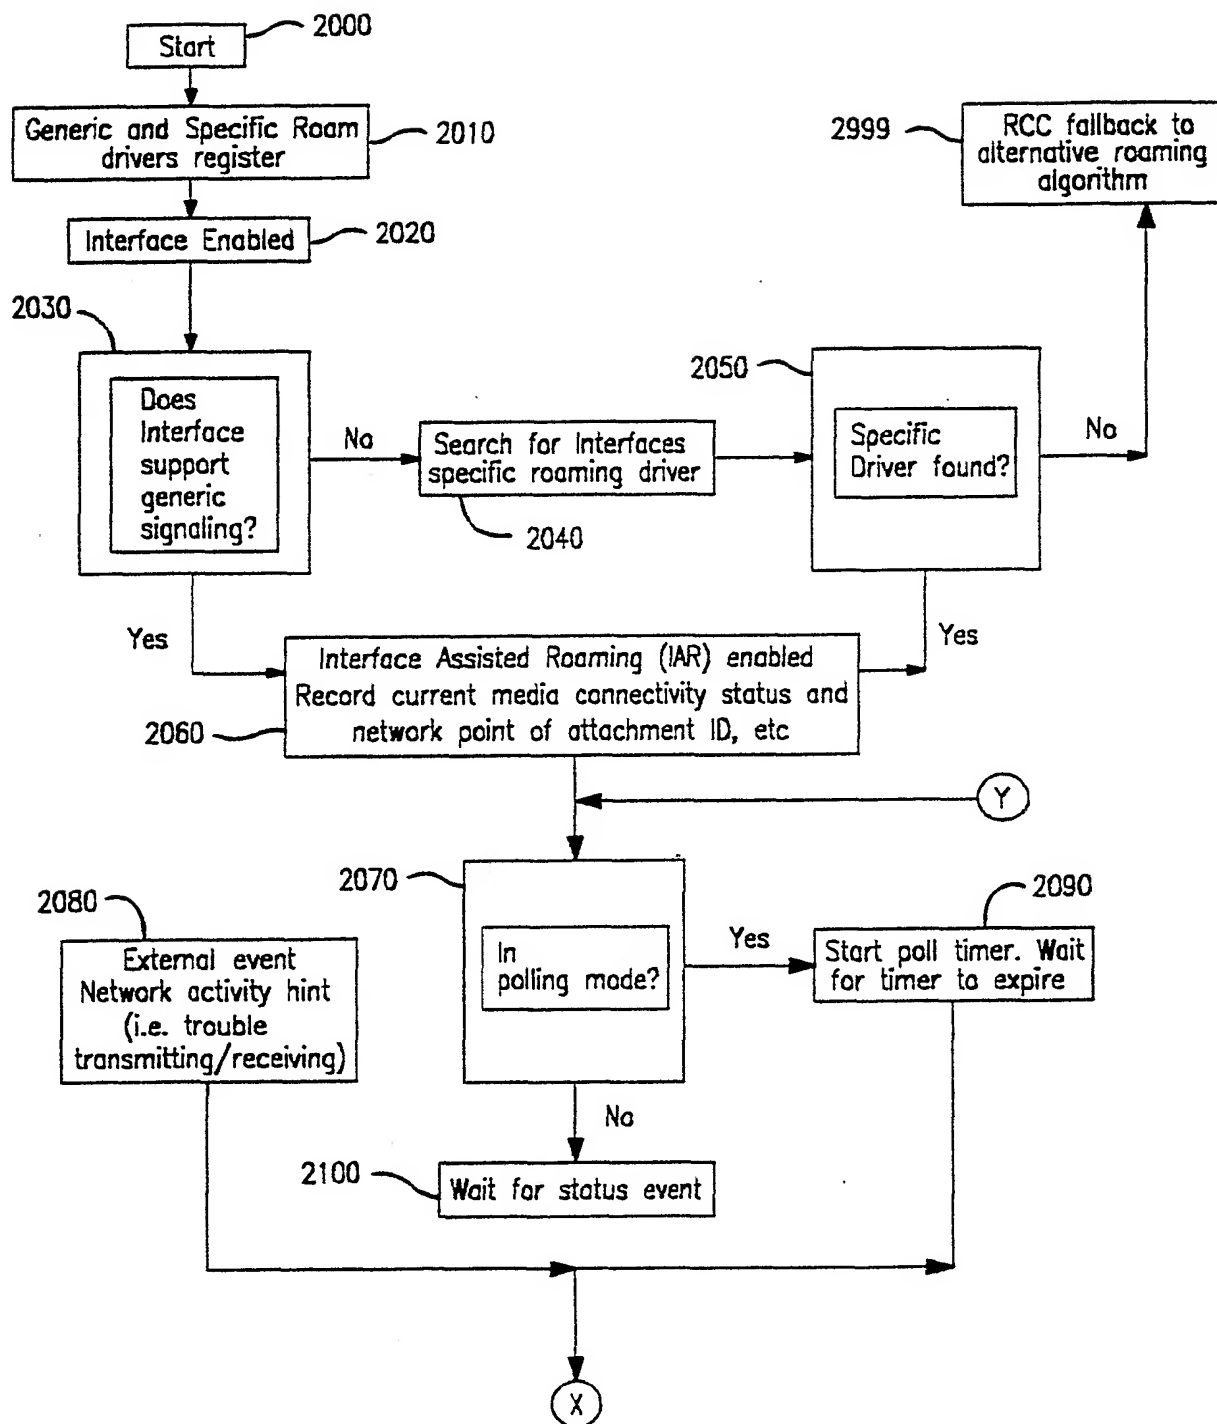 2000
Start
Generic and Specific Roam
drivers register
2010
2999
RCC fallback to
alternative roaming
algorithm
Interface Enabled
2020
2030
Does
Interface
support
generic
signaling?
No
Search for Interfaces
specific roaming driver
2040
2050
Specific
Driver found?
No
Yes
Yes
Interface Assisted Roaming (IAR) enabled
Record current media connectivity status and
network point of attachment ID, etc
2060
Y
2070
In
polling mode?
Yes
2090
Start poll timer. Wait
for timer to expire
2080
External event
Network activity hint
(i.e. trouble
transmitting/receiving)
No
2100
Wait for status event
X